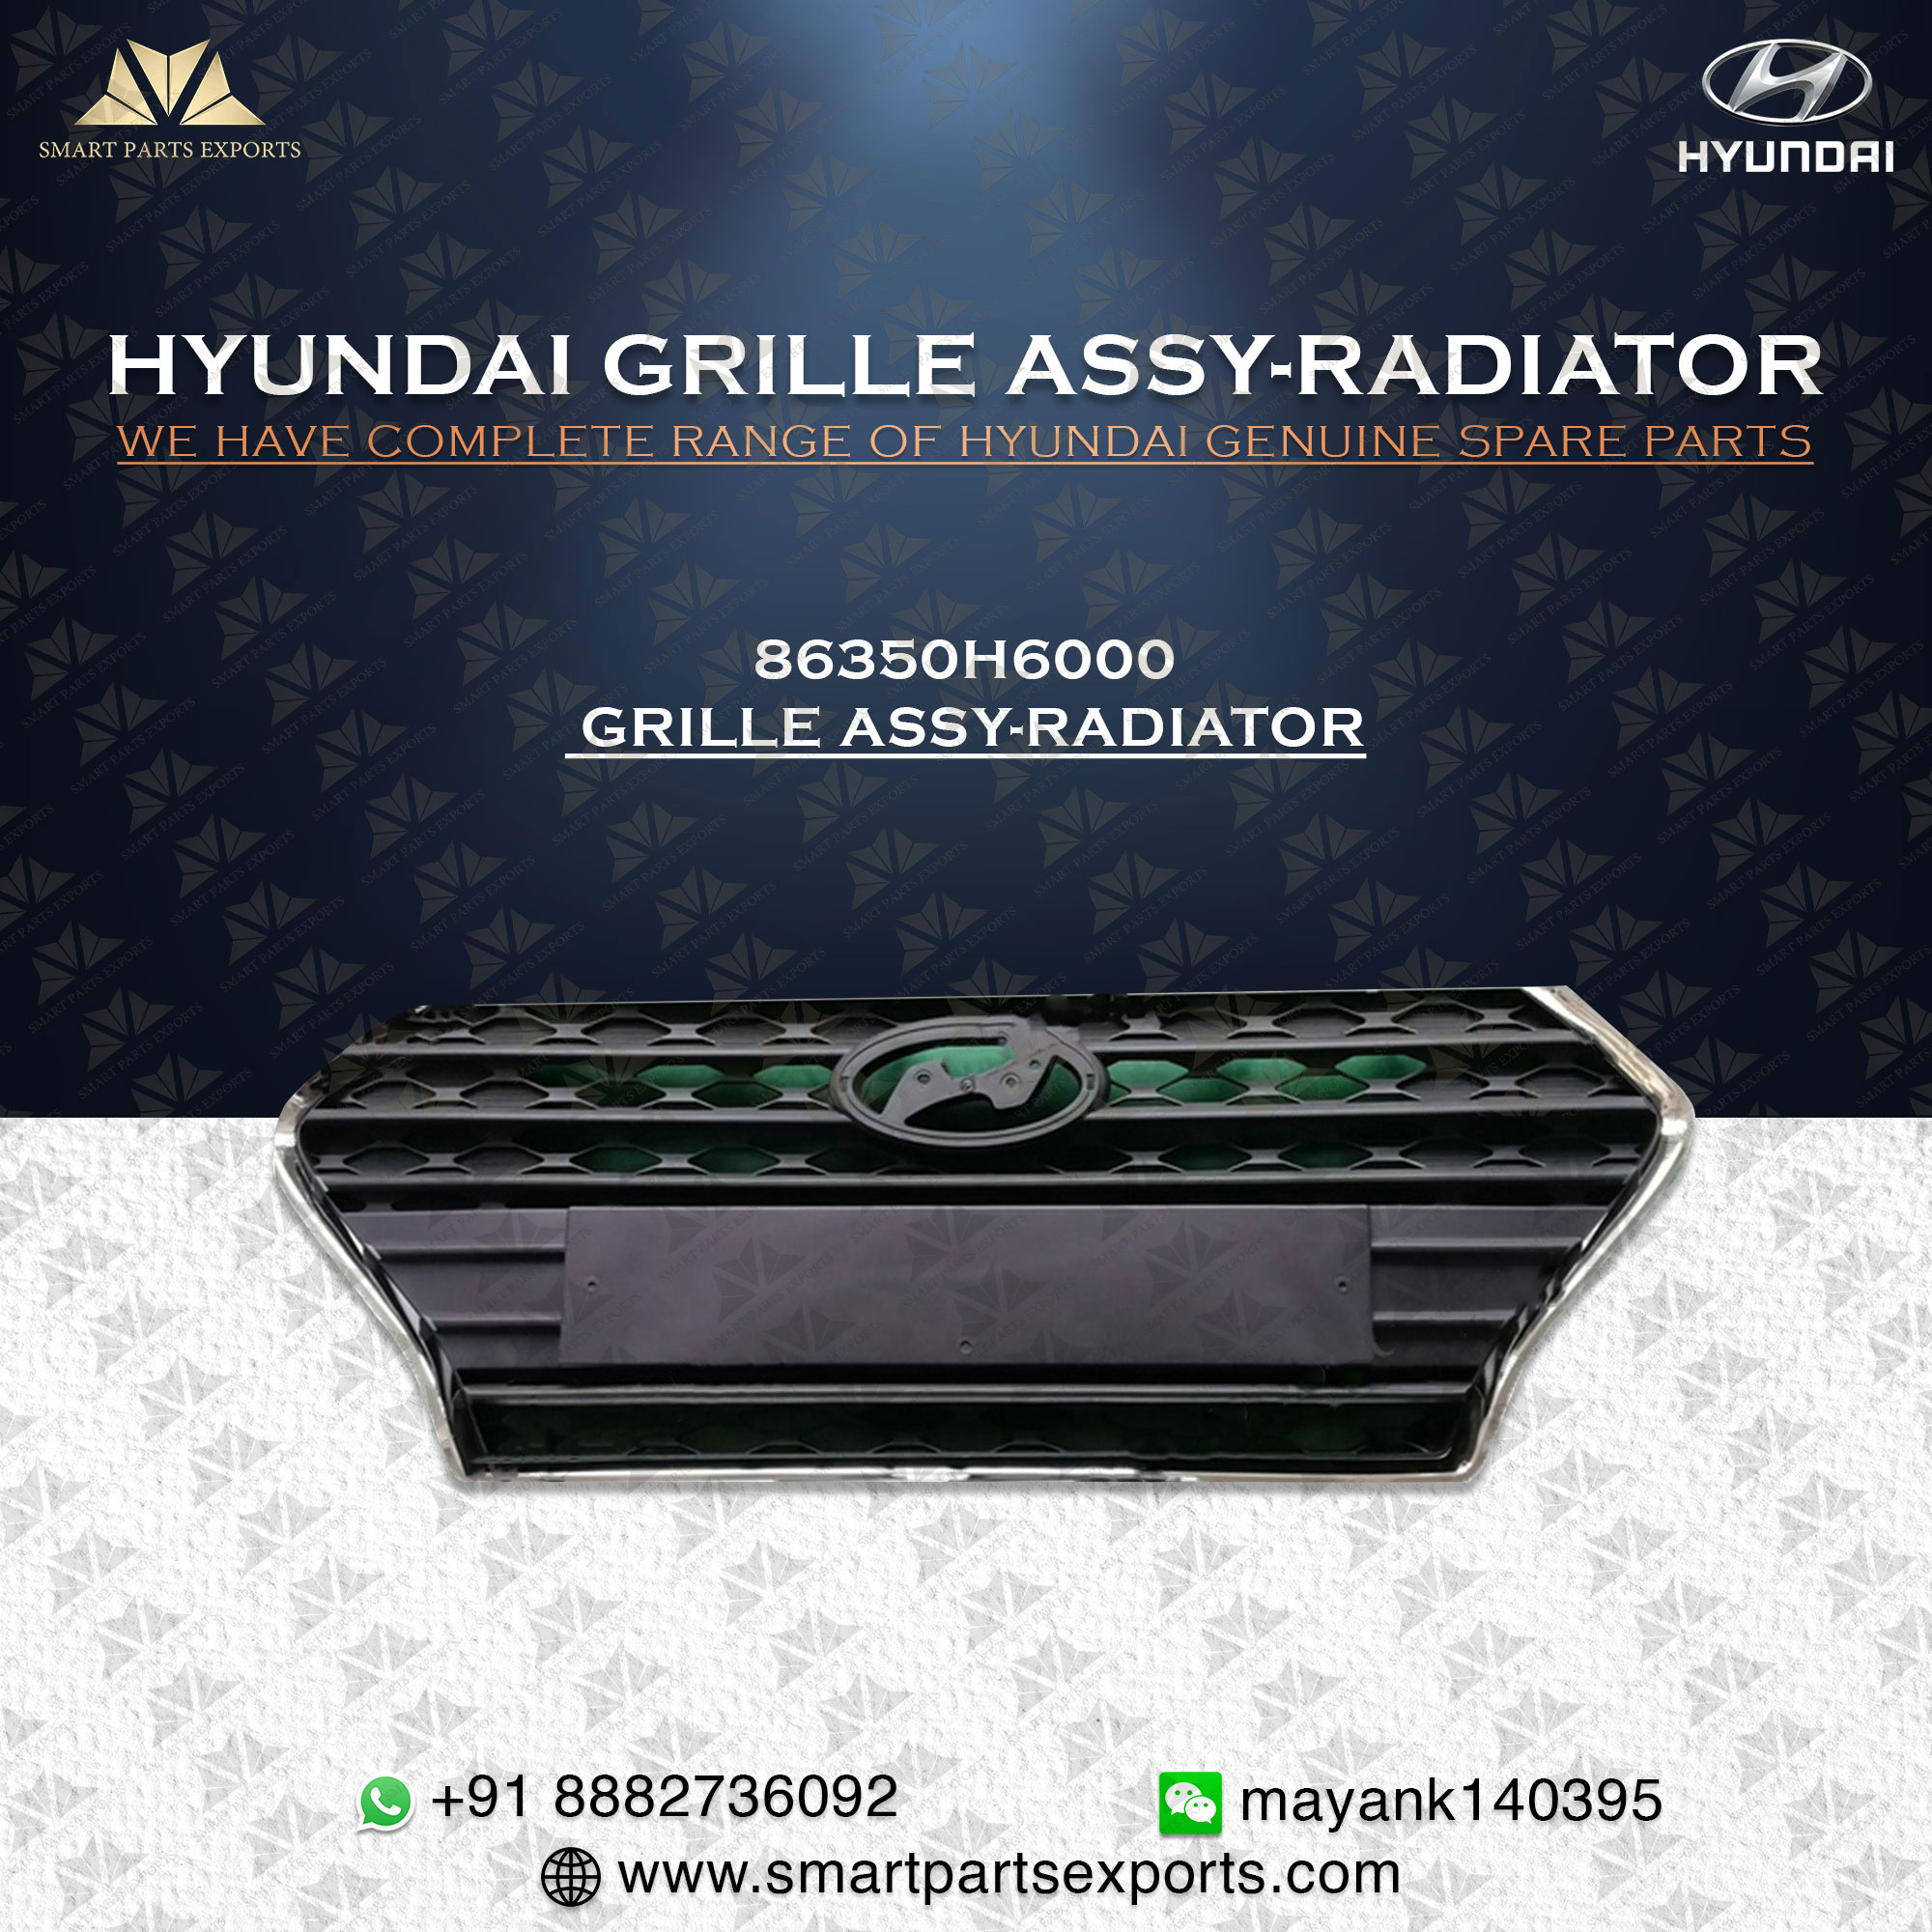 SMART PARTS EXPORTS
HYUNDAI
HYUNDAI GRILLE ASSY-RADIATOR
WE HAVE COMPLETE RANGE OF HYUNDAI GENUINE SPARE PARTS
86350H6000
GRILLE ASSY-RADIATOR
+91 8882736092
mayank140395
www.smartpartsexports.com